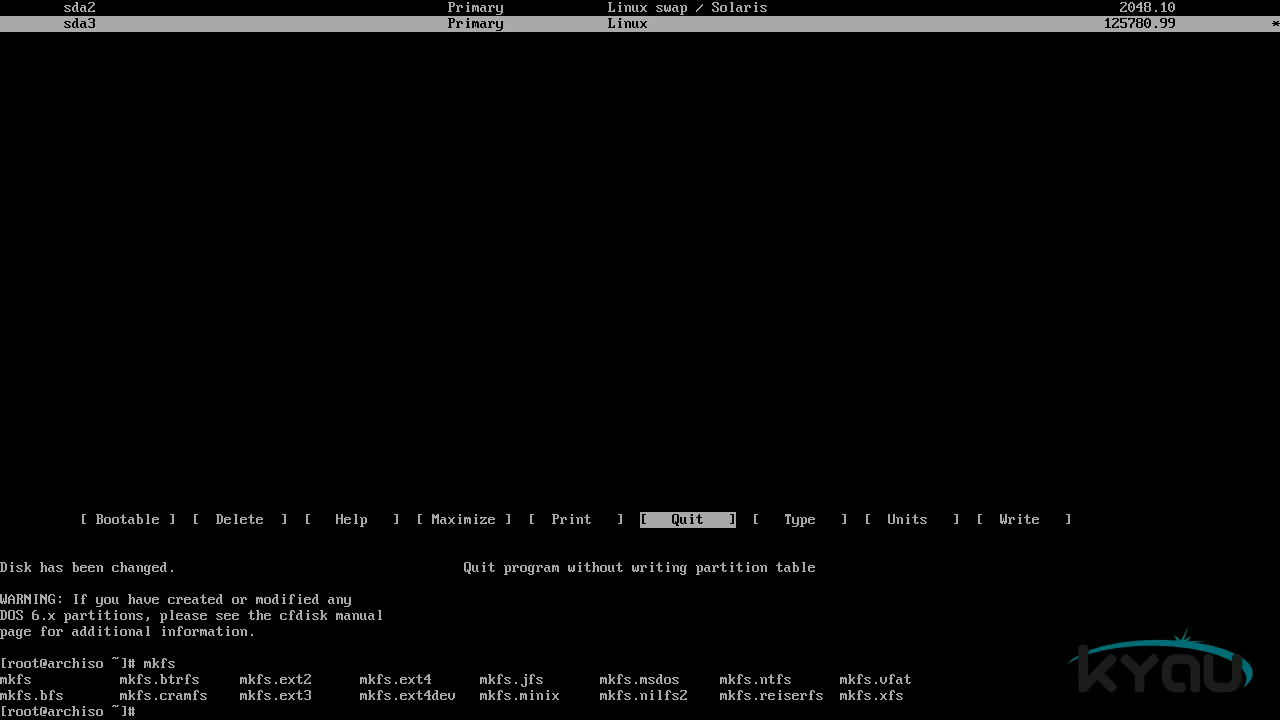 sda2 Primary Linux swap / Solaris 2048.10
sda3 Primary Linux 125780.99 *
[ Bootable ] [ Delete ] [ Help ] [ Maximize ] [ Print ] [ Quit ] [ Type ] [ Units ] [ Write ]
Disk has been changed. Quit program without writing partition table
WARNING: If you have created or modified any
DOS 6.x partitions, please see the cfdisk manual
page for additional information.
[root@archiso ~]# mkfs
mkfs mkfs.btrfs mkfs.ext2 mkfs.ext4 mkfs.jfs mkfs.msdos mkfs.ntfs mkfs.vfat
mkfs.bfs mkfs.cramfs mkfs.ext3 mkfs.ext4dev mkfs.minix mkfs.nilfs2 mkfs.reiserfs mkfs.xfs
[root@archiso ~]#
kyau